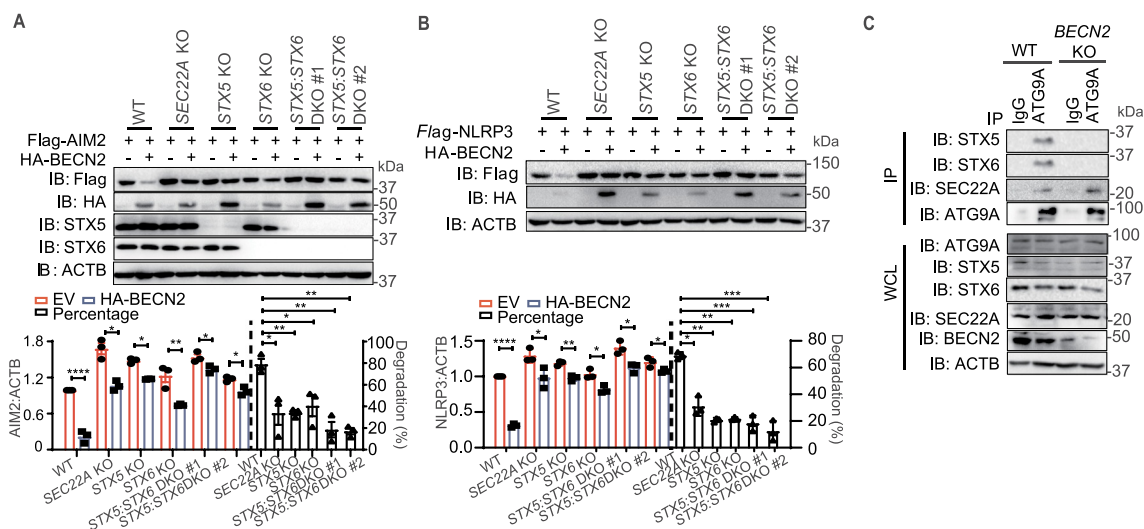 A
WT
SEC22A KO
STX5 KO
STX6 KO
STX5:STX6 DKO #1
STX5:STX6 DKO #2
Flag-AIM2 + + + + + + + + + + + +
HA-BECN2 - + - + - + - + - + - +
kDa
IB: Flag -37
IB: HA -50
IB: STX5 -37
IB: STX6 -37
IB: ACTB -37
EV HA-BECN2
Percentage
AIM2:ACTB
1.8
1.2
0.6
0
**** * * ** * *
* ** * ** **
100
80
60
40
20
0
Degradation (%)
WT
SEC22A KO
STX5 KO
STX6 KO
STX5:STX6 DKO #1
STX5:STX6DKO #2
WT
SEC22A KO
STX5KO
STX6 KO
STX5:STX6DKO#1
STX5:STX6DKO #2
B
WT
SEC22A KO
STX5 KO
STX6 KO
STX5:STX6 DKO #1
STX5:STX6 DKO #2
Flag-NLRP3 + + + + + + + + + + + +
HA-BECN2 - + - + - + - + - + - +
kDa
-150
IB: Flag
IB: HA -50
IB: ACTB -37
EV HA-BECN2
Percentage
NLRP3:ACTB
1.5
1.0
0.5
0.0
**** * ** * * *
* ** ** *** ***
80
60
40
20
0
Degradation (%)
WT
SEC22A KO
STX5 KO
STX6 KO
STX5:STX6 DKO #1
STX5:STX6 DKO #2
WT
SEC22A KO
STX5 KO
STX6 KO
STX5:STX6 DKO #1
STX5:STX6DKO #2
C
WT
BECN2 KO
IP IgG ATG9A IgG ATG9A
kDa
IP
IB: STX5 -37
IB: STX6 -37
IB: SEC22A -20
IB: ATG9A 100
WCL
IB: ATG9A -100
IB: STX5 -37
IB: STX6 -37
IB: SEC22A -20
IB: BECN2 -50
IB: ACTB -37